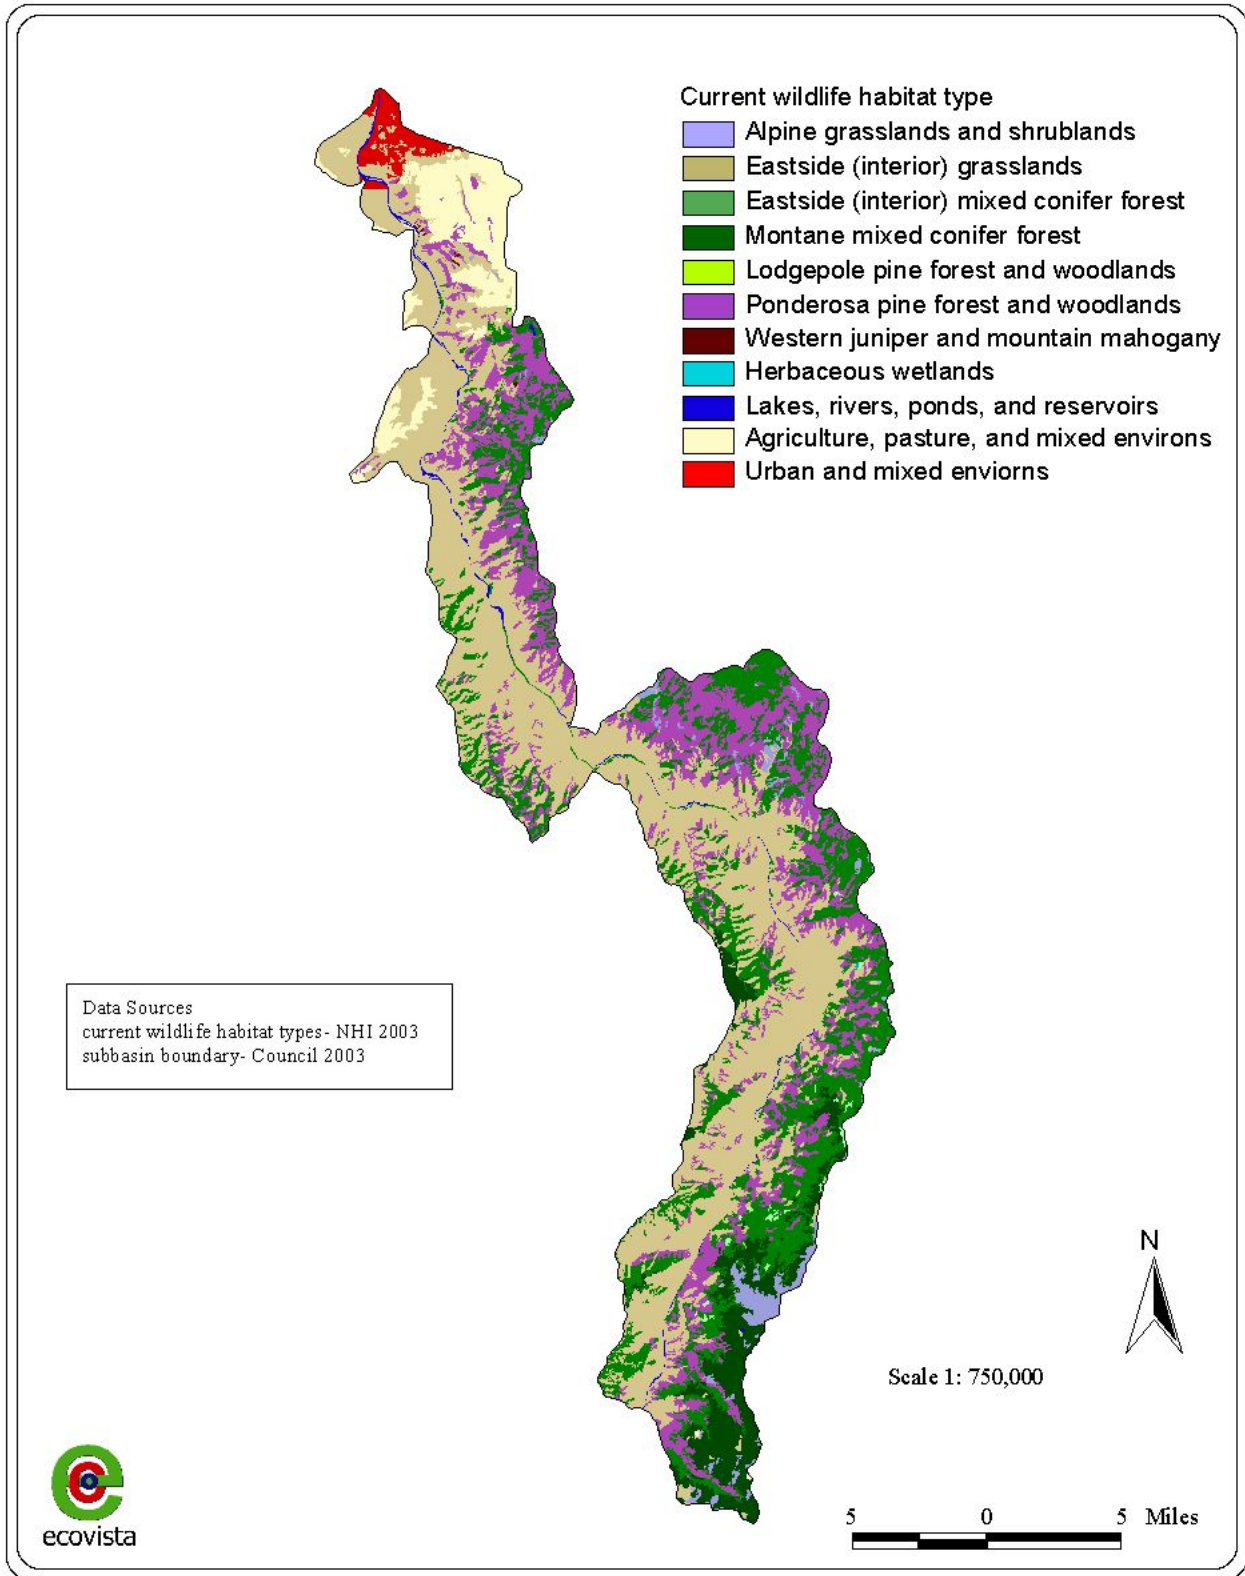 Current wildlife habitat type
Alpine grasslands and shrublands
Eastside (interior) grasslands
Eastside (interior) mixed conifer forest
Montane mixed conifer forest
Lodgepole pine forest and woodlands
Ponderosa pine forest and woodlands
Western juniper and mountain mahogany
Herbaceous wetlands
Lakes, rivers, ponds, and reservoirs
Agriculture, pasture, and mixed environs
Urban and mixed enviorns
Data Sources
current wildlife habitat types- NHI 2003
subbasin boundary- Council 2003
N
Scale 1: 750,000
5 0 5 Miles
ecovista